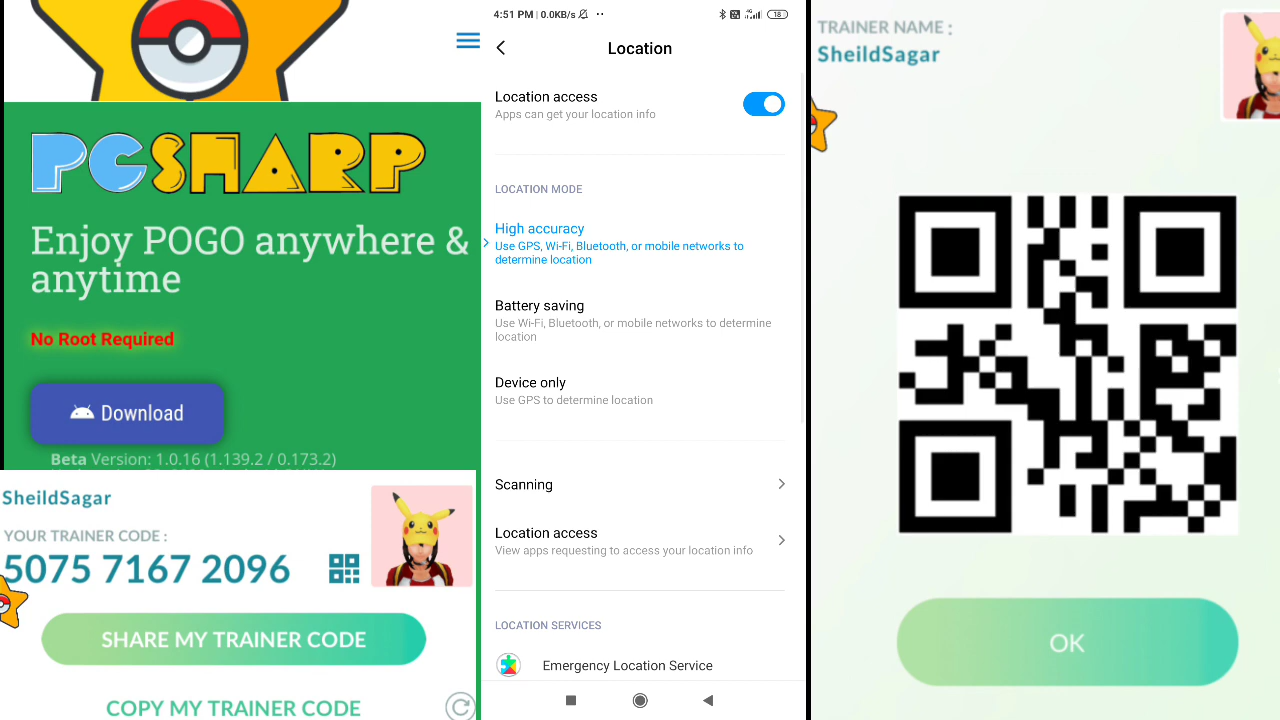 PGSHARP
Enjoy POGO anywhere &
anytime
No Root Required
Download
Beta Version: 1.0.16 (1.139.2 / 0.173.2)
SheildSagar
YOUR TRAINER CODE :
5075 7167 2096
SHARE MY TRAINER CODE
COPY MY TRAINER CODE
4:51 PM | 0.0KB/s
4G
18
Location
Location access
Apps can get your location info
LOCATION MODE
High accuracy
Use GPS, Wi-Fi, Bluetooth, or mobile networks to
determine location
Battery saving
Use Wi-Fi, Bluetooth, or mobile networks to determine
location
Device only
Use GPS to determine location
Scanning
Location access
View apps requesting to access your location info
LOCATION SERVICES
Emergency Location Service
TRAINER NAME :
SheildSagar
OK